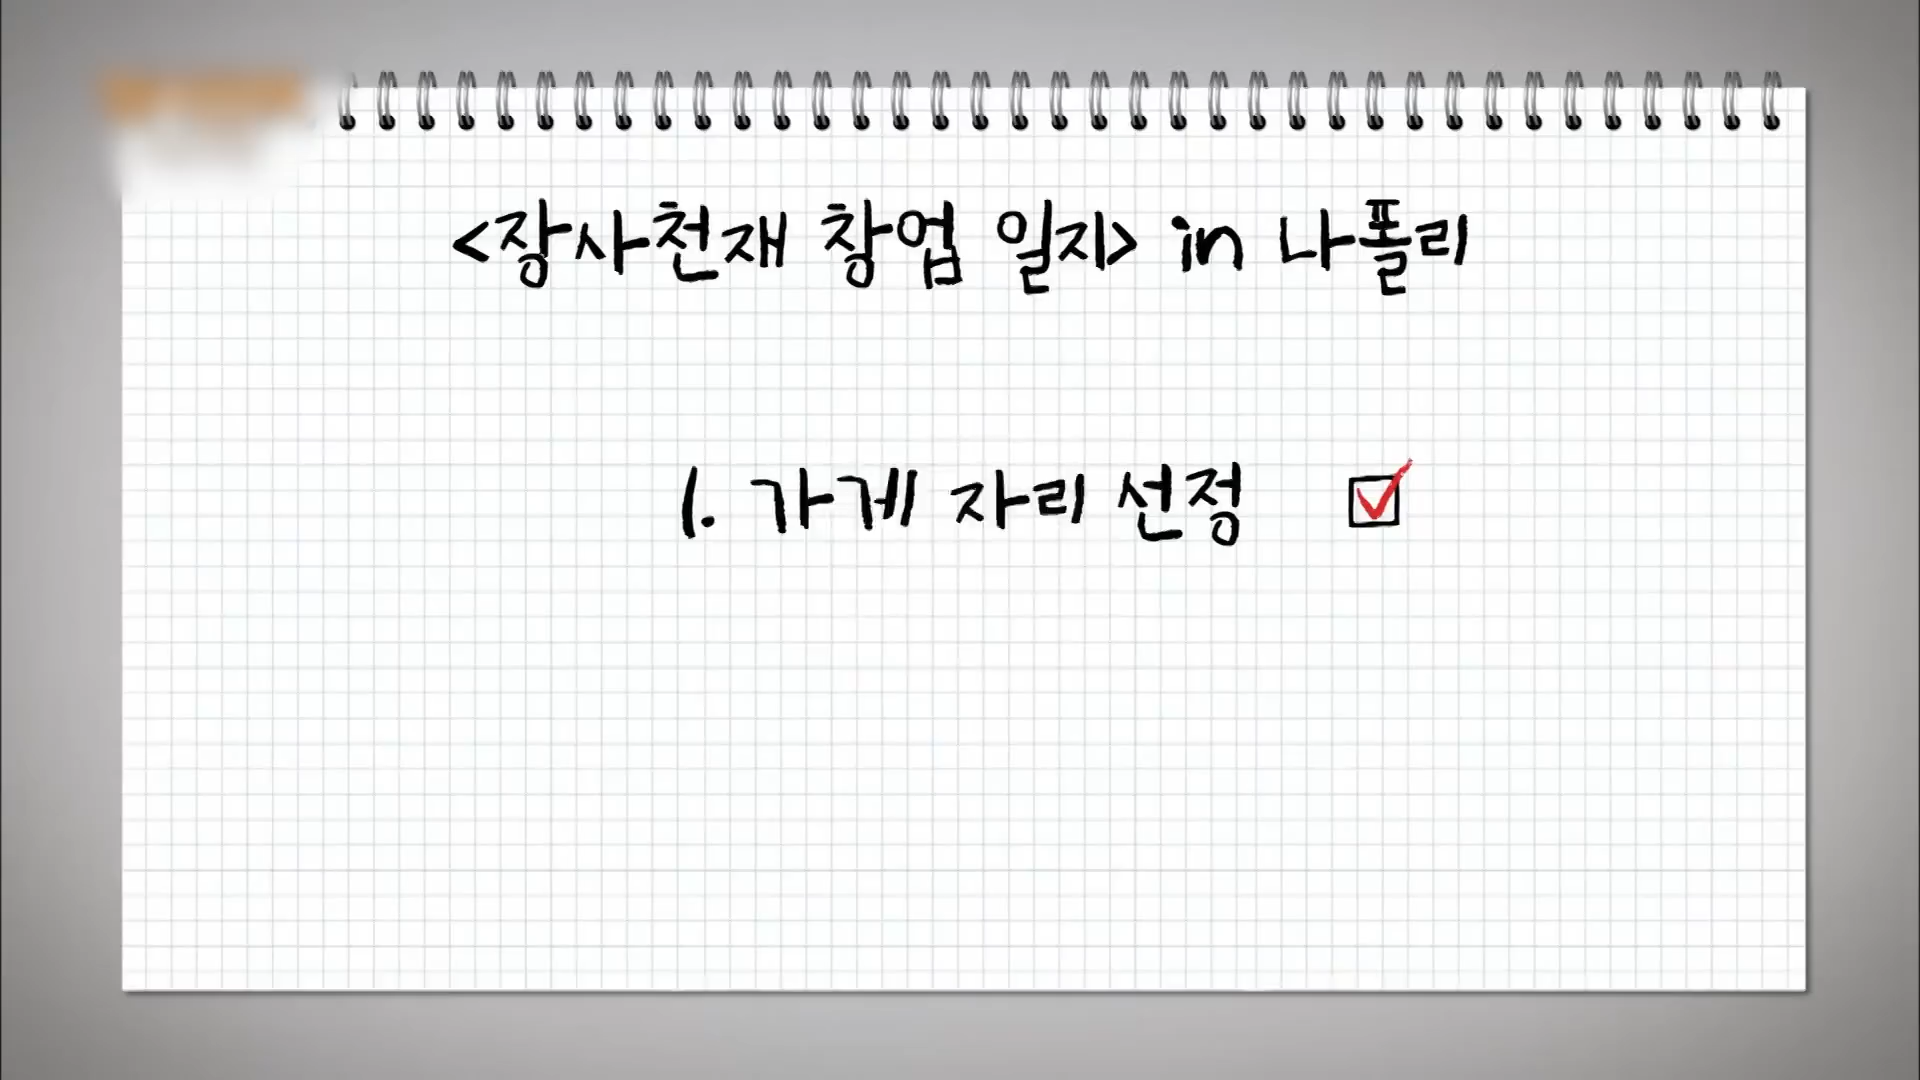 <장사천재 창업 일지> in 나폴리
1. 가게 자리 선정